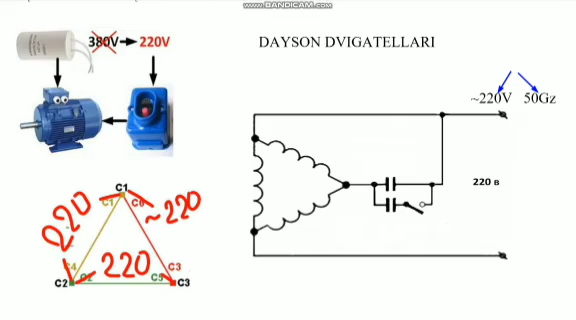 www.BANDICAM.com
380V → 220V
DAYSON DVIGATELLARI
~220V 50Gz
220 в
C1
C1 C6
220
~220
C4
C2
C2
220
C5
C3
C3